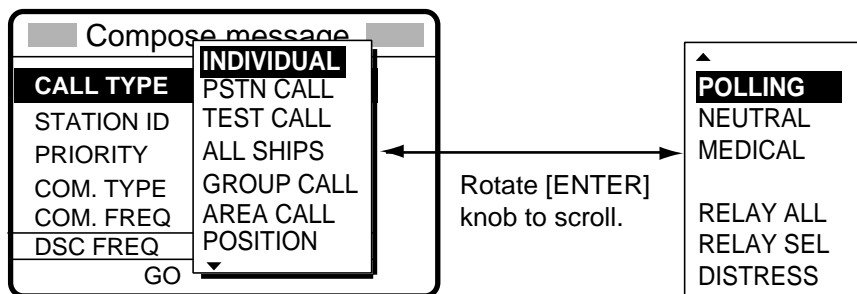 Compose message
CALL TYPE
STATION ID
PRIORITY
COM. TYPE
COM. FREQ
DSC FREQ
GO
INDIVIDUAL
PSTN CALL
TEST CALL
ALL SHIPS
GROUP CALL
AREA CALL
POSITION
Rotate [ENTER]
knob to scroll.
POLLING
NEUTRAL
MEDICAL
RELAY ALL
RELAY SEL
DISTRESS